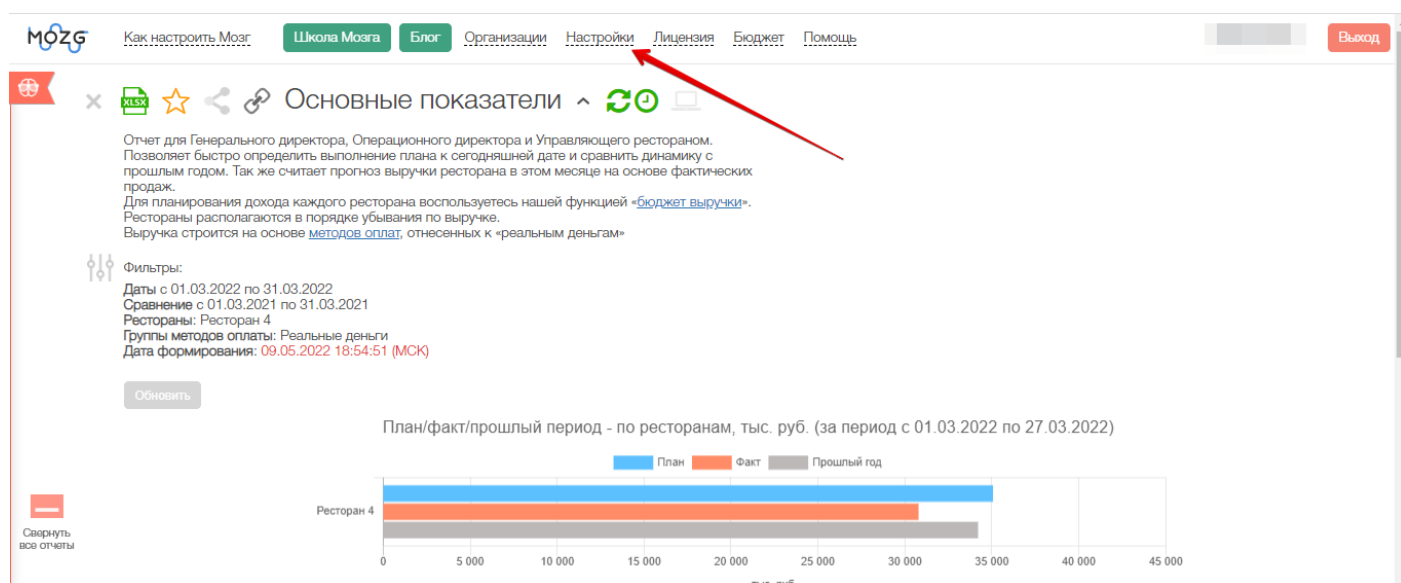 MOZG Как настроить Мозг Школа Мозга Блог Организации Настройки Лицензия Бюджет Помощь Выход
XLSX Основные показатели
Отчет для Генерального директора, Операционного директора и Управляющего рестораном.
Позволяет быстро определить выполнение плана к сегодняшней дате и сравнить динамику с
прошлым годом. Так же считает прогноз выручки ресторана в этом месяце на основе фактических
продаж.
Для планирования дохода каждого ресторана воспользуетесь нашей функцией «бюджет выручки».
Рестораны располагаются в порядке убывания по выручке.
Выручка строится на основе методов оплат, отнесенных к «реальным деньгам»
Фильтры:
Даты с 01.03.2022 по 31.03.2022
Сравнение с 01.03.2021 по 31.03.2021
Рестораны: Ресторан 4
Группы методов оплаты: Реальные деньги
Дата формирования: 09.05.2022 18:54:51 (МСК)
Обновить
План/факт/прошлый период - по ресторанам, тыс. руб. (за период с 01.03.2022 по 27.03.2022)
План Факт Прошлый год
Ресторан 4
0 5 000 10 000 15 000 20 000 25 000 30 000 35 000 40 000 45 000
Свернуть
все отчеты